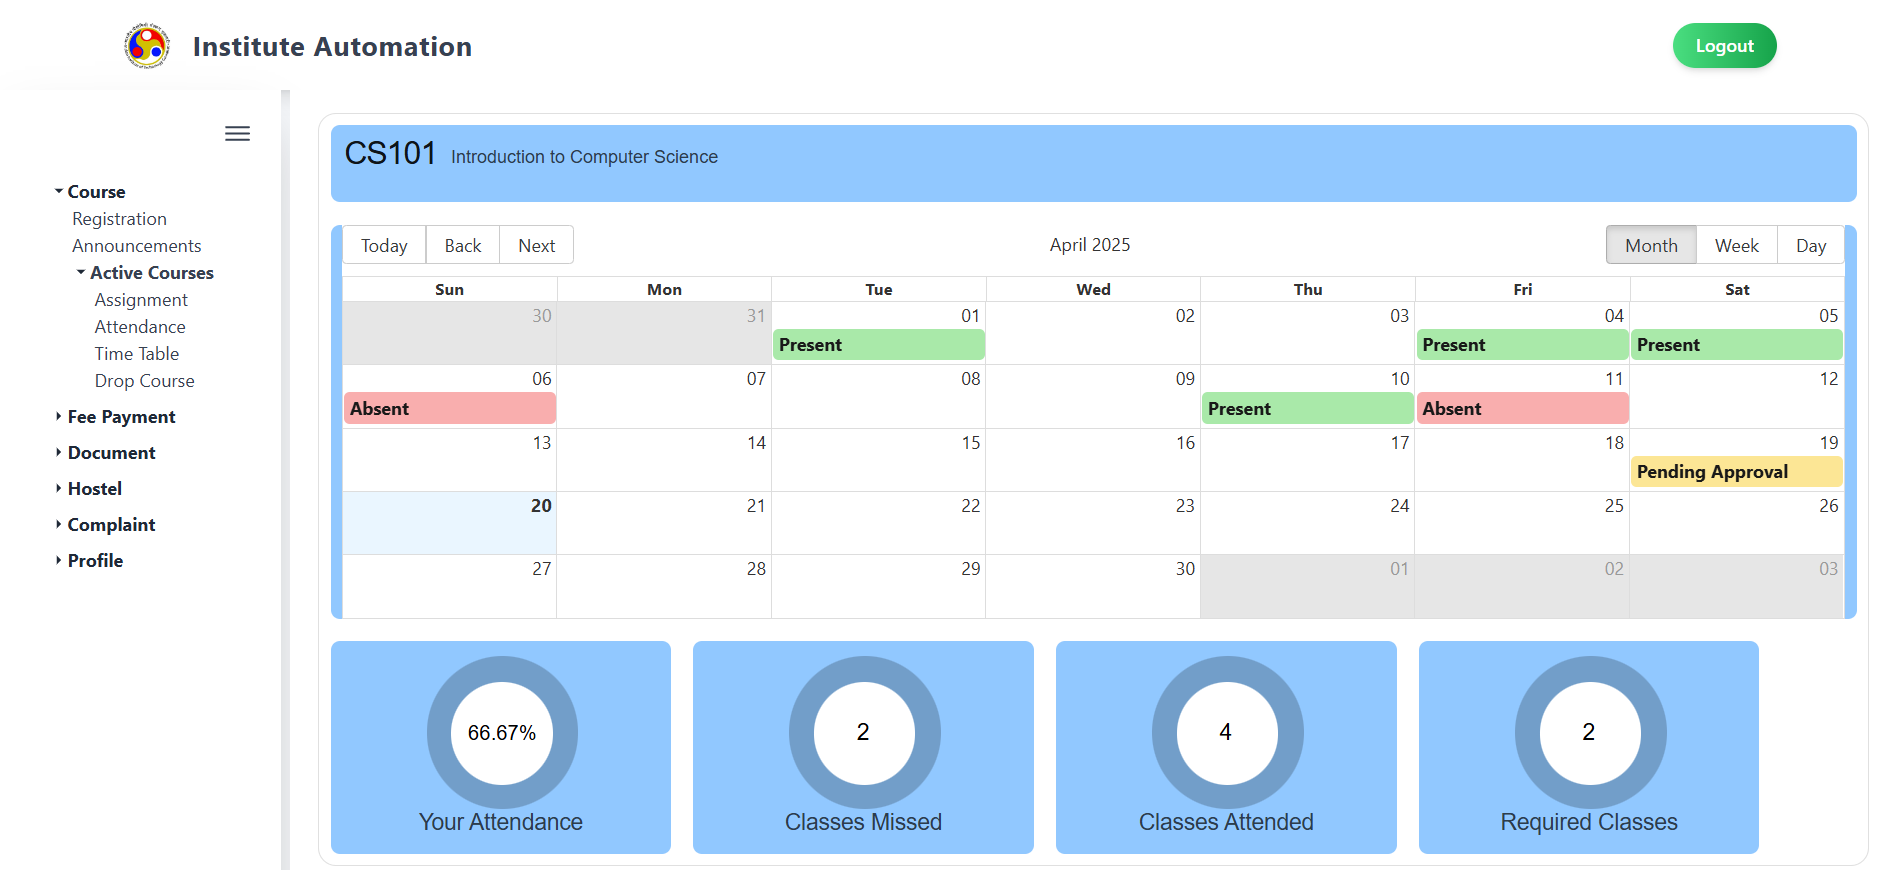 Institute Automation
Logout
Course
Registration
Announcements
Active Courses
Assignment
Attendance
Time Table
Drop Course
Fee Payment
Document
Hostel
Complaint
Profile
CS101 Introduction to Computer Science
Today Back Next April 2025 Month Week Day
Sun Mon Tue Wed Thu Fri Sat
30 31 01 02 03 04 05
Present Present Present
06 07 08 09 10 11 12
Absent Present Absent
13 14 15 16 17 18 19
Pending Approval
20 21 22 23 24 25 26
27 28 29 30 01 02 03
66.67% 2 4 2
Your Attendance Classes Missed Classes Attended Required Classes